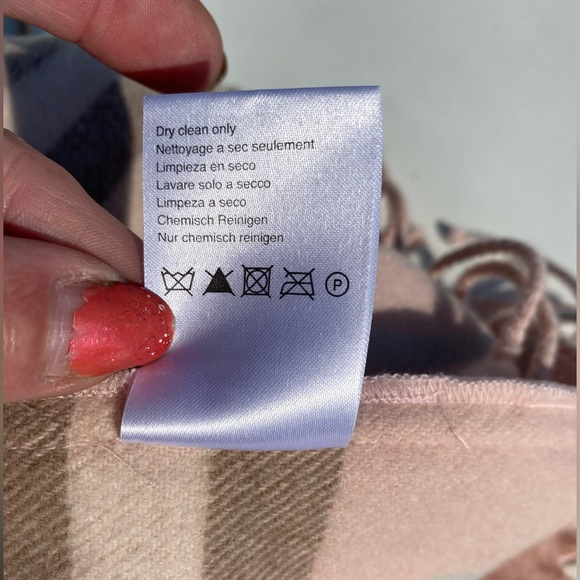 Dry clean only
Nettoyage a sec seulement
Limpieza en seco
Lavare solo a secco
Limpeza a seco
Chemisch Reinigen
Nur chemisch reinigen
P